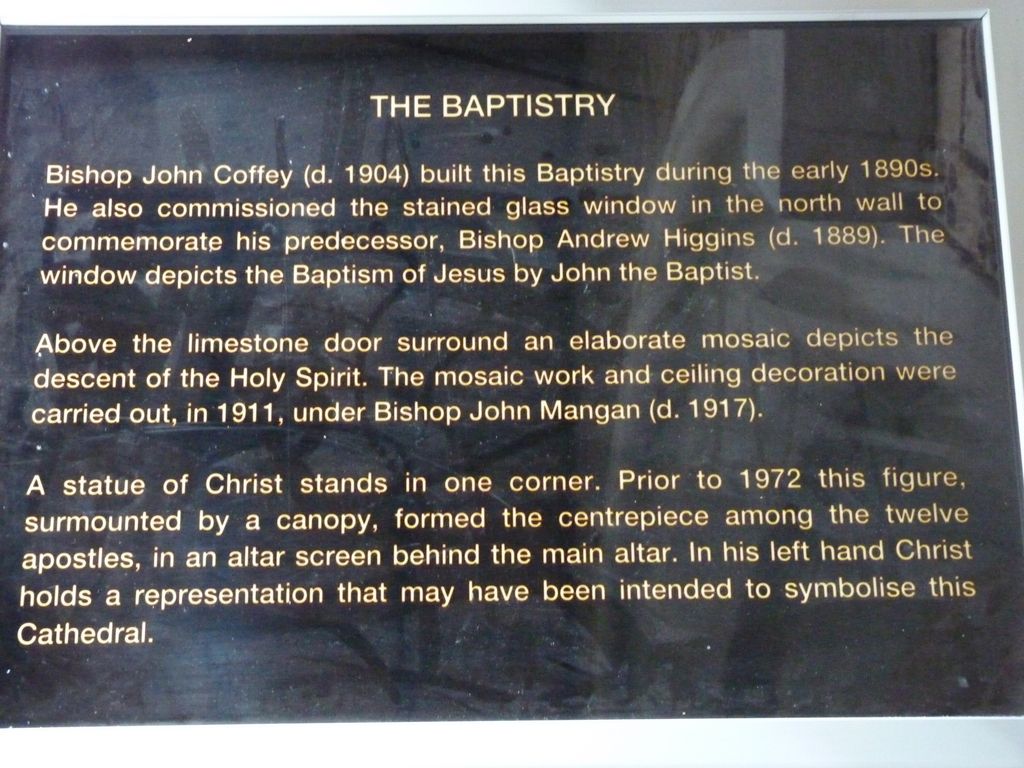 THE BAPTISTRY
Bishop John Coffey (d. 1904) built this Baptistry during the early 1890s.
He also commissioned the stained glass window in the north wall to
commemorate his predecessor, Bishop Andrew Higgins (d. 1889). The
window depicts the Baptism of Jesus by John the Baptist.
Above the limestone door surround an elaborate mosaic depicts the
descent of the Holy Spirit. The mosaic work and ceiling decoration were
carried out, in 1911, under Bishop John Mangan (d. 1917).
A statue of Christ stands in one corner. Prior to 1972 this figure,
surmounted by a canopy, formed the centrepiece among the twelve
apostles, in an altar screen behind the main altar. In his left hand Christ
holds a representation that may have been intended to symbolise this
Cathedral.